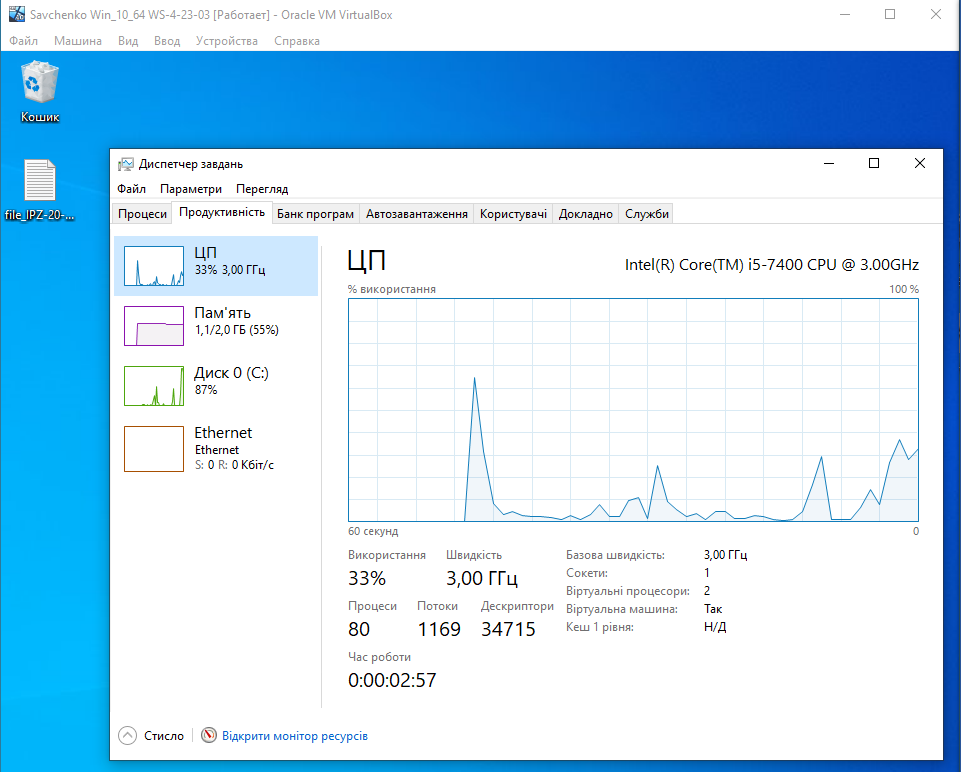 Savchenko Win_10_64 WS-4-23-03 [Работает] - Oracle VM VirtualBox
Файл Машина Вид Ввод Устройства Справка
Кошик
file_IPZ-20-...
Диспетчер завдань
Файл Параметри Перегляд
Процеси Продуктивність Банк програм Автозавантаження Користувачі Докладно Служби
ЦП
33% 3,00 ГГц
Пам'ять
1,1/2,0 ГБ (55%)
Диск 0 (C:)
87%
Ethernet
Ethernet
S: 0 R: 0 Кбіт/с
ЦП Intel(R) Core(TM) i5-7400 CPU @ 3.00GHz
% використання 100 %
60 секунд 0
Використання Швидкість
33% 3,00 ГГц
Процеси Потоки Дескриптори
80 1169 34715
Час роботи
0:00:02:57
Базова швидкість: 3,00 ГГц
Сокети: 1
Віртуальні процесори: 2
Віртуальна машина: Так
Кеш 1 рівня: Н/Д
Стисло Відкрити монітор ресурсів